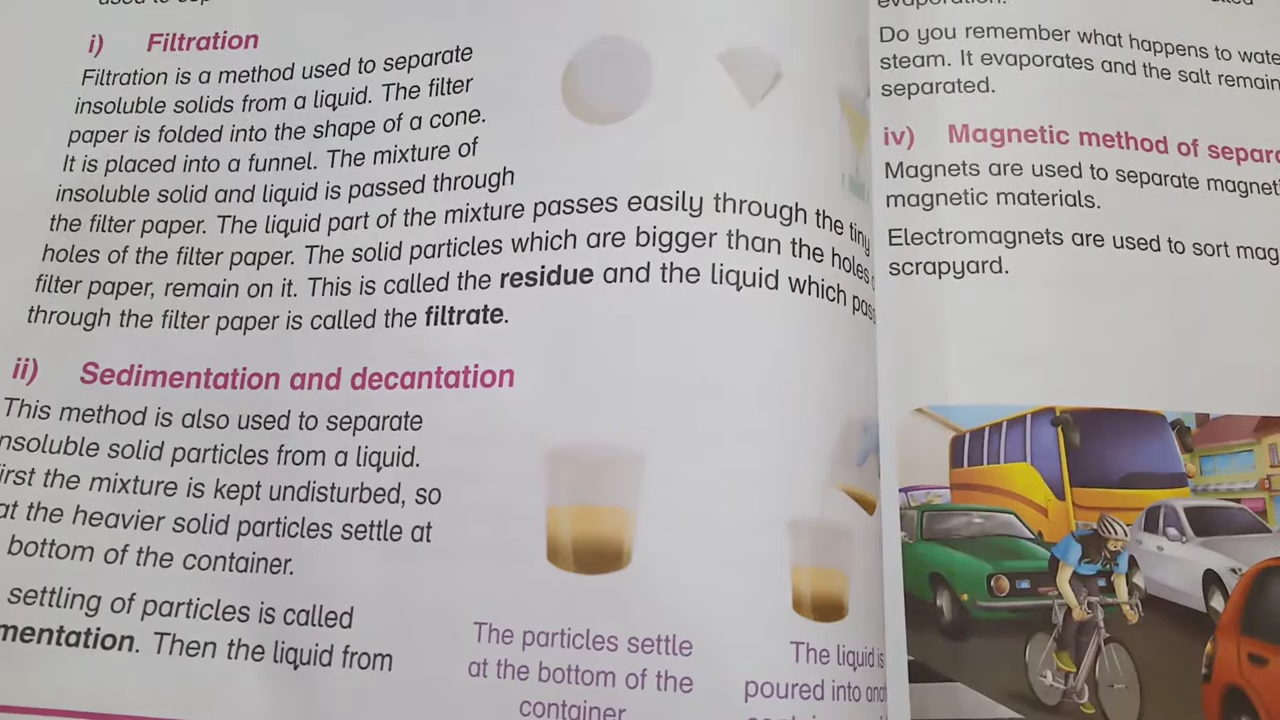 i) Filtration
Filtration is a method used to separate
insoluble solids from a liquid. The filter
paper is folded into the shape of a cone.
It is placed into a funnel. The mixture of
insoluble solid and liquid is passed through
the filter paper. The liquid part of the mixture passes easily through the tiny
holes of the filter paper. The solid particles which are bigger than the holes
filter paper, remain on it. This is called the residue and the liquid which pas
through the filter paper is called the filtrate.
ii) Sedimentation and decantation
This method is also used to separate
nsoluble solid particles from a liquid.
irst the mixture is kept undisturbed, so
at the heavier solid particles settle at
bottom of the container.
settling of particles is called
mentation. Then the liquid from
The particles settle
at the bottom of the
container
The liquid is
poured into ano
Do you remember what happens to wate
steam. It evaporates and the salt remain
separated.
iv) Magnetic method of separa
Magnets are used to separate magnet
magnetic materials.
Electromagnets are used to sort mag
scrapyard.